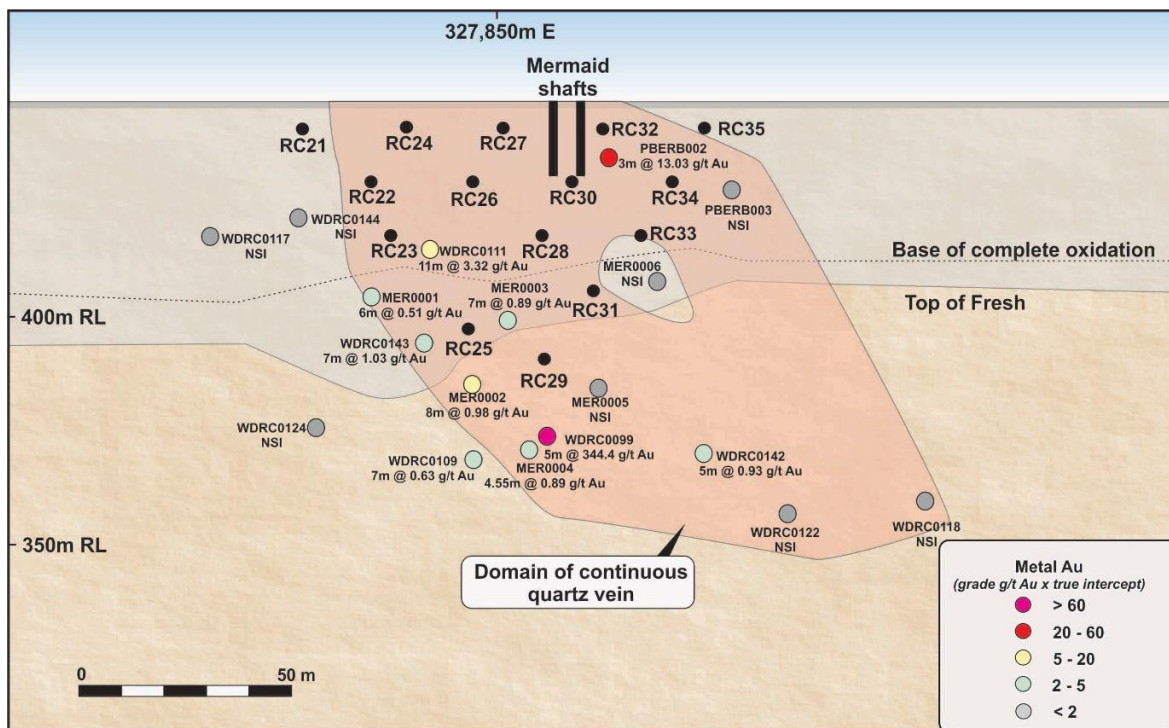 327,850m E
Mermaid
shafts
RC21
RC24
RC27
RC32
RC35
PBERB002
3m @ 13.03 g/t Au
RC22
RC26
RC30
RC34
PBERB003
NSI
WDRC0144
NSI
WDRC0117
RC23
WDRC0111
11m @ 3.32 g/t Au
RC28
RC33
Base of complete oxidation
MER0006
NSI
MER0003
7m @ 0.89 g/t Au
MER0001
6m @ 0.51 g/t Au
RC31
Top of Fresh
400m RL
RC25
WDRC0143
7m @ 1.03 g/t Au
RC29
MER0002
8m @ 0.98 g/t Au
MER0005
NSI
WDRC0124
NSI
WDRC0099
5m @ 344.4 g/t Au
WDRC0109
7m @ 0.63 g/t Au
MER0004
4.55m @ 0.89 g/t Au
WDRC0142
5m @ 0.93 g/t Au
WDRC0122
NSI
WDRC0118
NSI
350m RL
Domain of continuous
quartz vein
Metal Au
(grade g/t Au x true intercept)
> 60
20 - 60
5 - 20
2 - 5
< 2
0 50 m